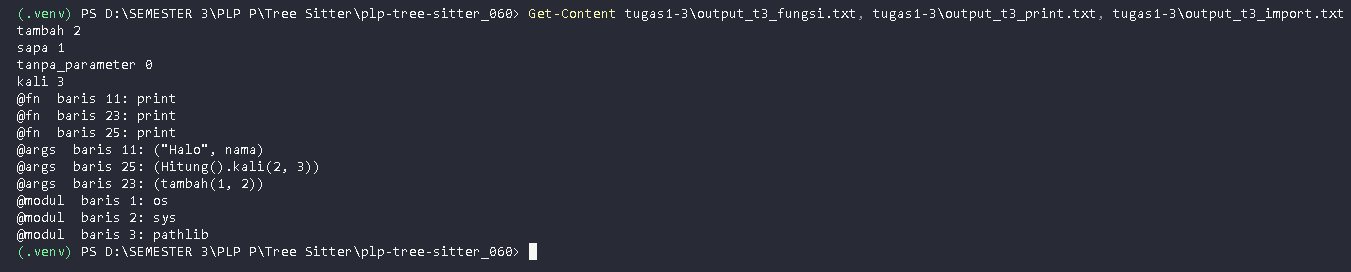 (.venv) PS D:\SEMESTER 3\PLP P\Tree Sitter\plp-tree-sitter_060> Get-Content tugas1-3\output_t3_fungsi.txt, tugas1-3\output_t3_print.txt, tugas1-3\output_t3_import.txt
tambah 2
sapa 1
tanpa_parameter 0
kali 3
@fn  baris 11: print
@fn  baris 23: print
@fn  baris 25: print
@args  baris 11: ("Halo", nama)
@args  baris 25: (Hitung().kali(2, 3))
@args  baris 23: (tambah(1, 2))
@modul  baris 1: os
@modul  baris 2: sys
@modul  baris 3: pathlib
(.venv) PS D:\SEMESTER 3\PLP P\Tree Sitter\plp-tree-sitter_060>